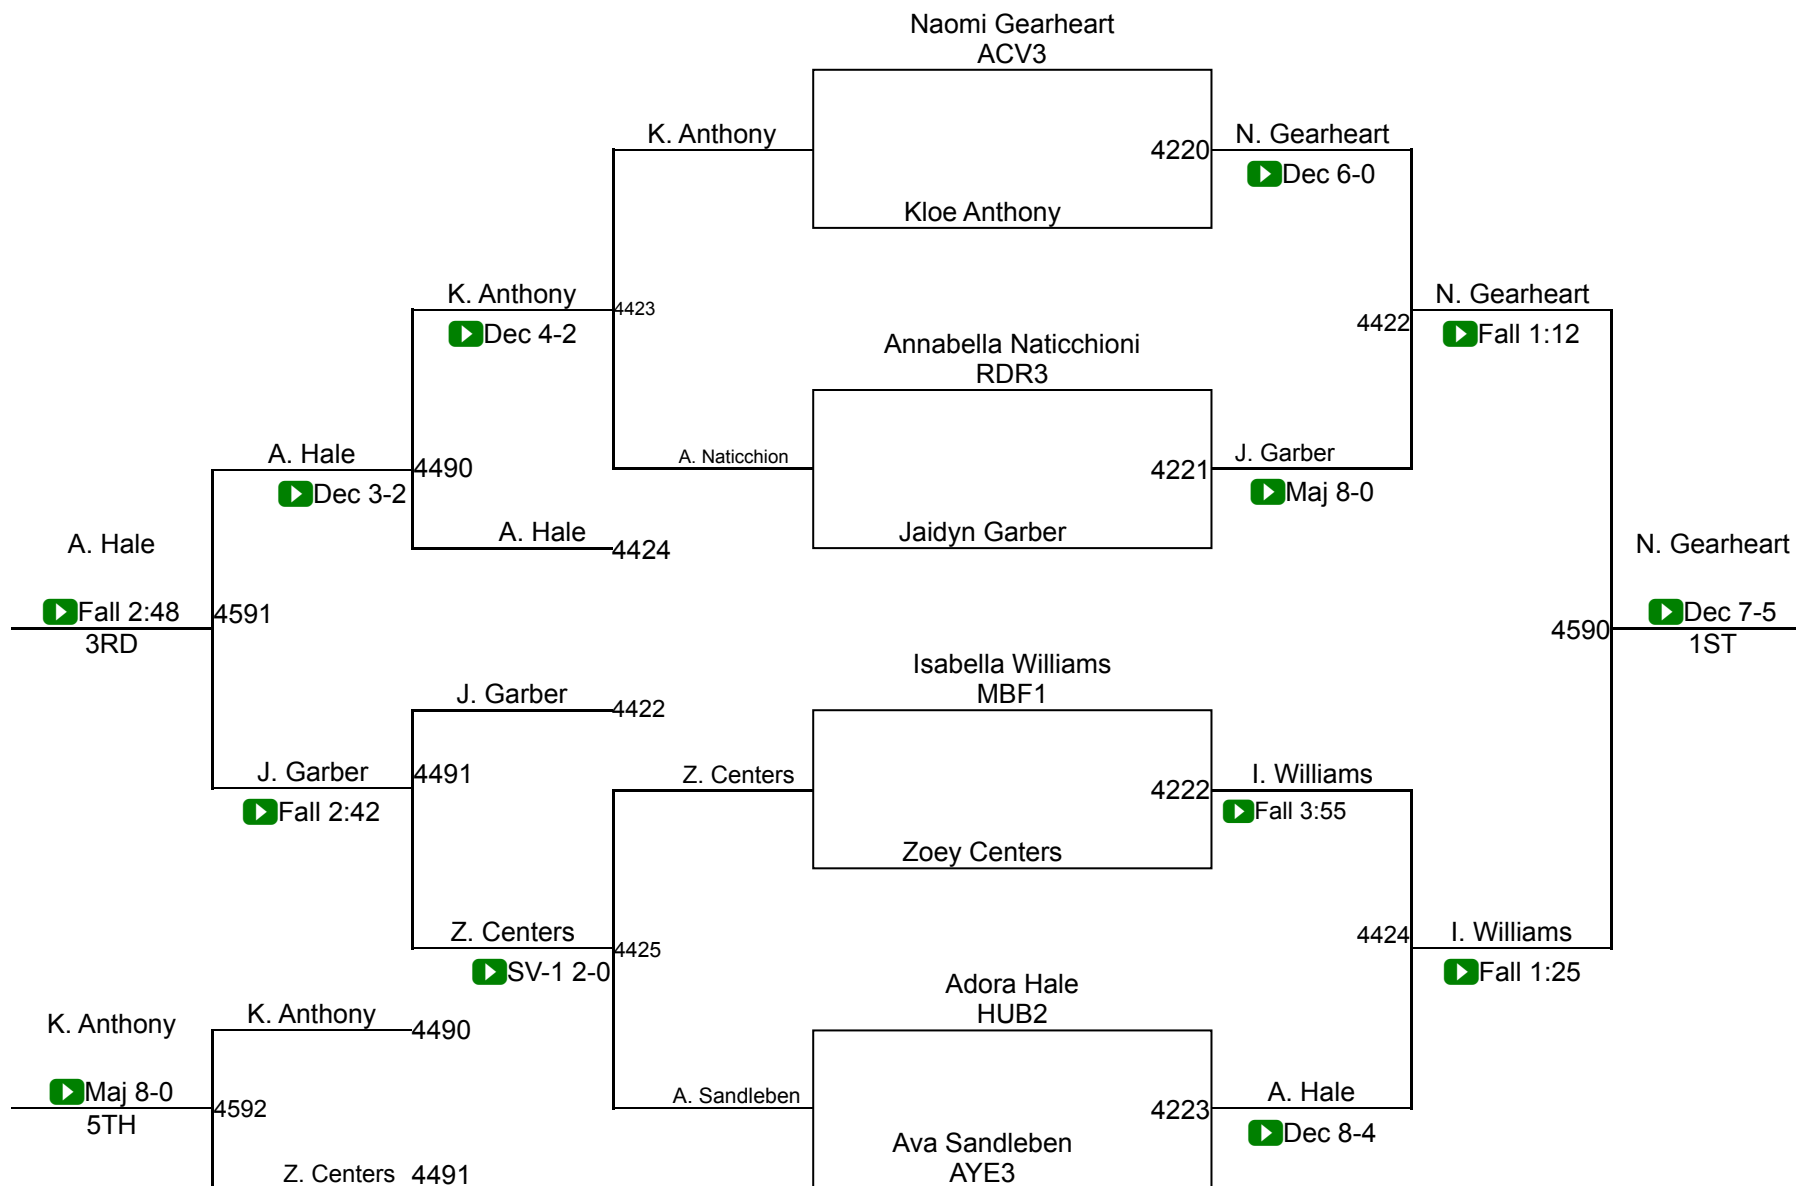 Naomi Gearheart
ACV3
K. Anthony
4220
N. Gearheart
Dec 6-0
Kloe Anthony
K. Anthony
4423
Dec 4-2
N. Gearheart
4422
Fall 1:12
Annabella Naticchioni
RDR3
A. Hale
4490
Dec 3-2
A. Naticchion
4221
J. Garber
Maj 8-0
A. Hale
4424
Jaidyn Garber
A. Hale
Fall 2:48
3RD
4591
N. Gearheart
Dec 7-5
1ST
4590
Isabella Williams
MBF1
J. Garber
4422
J. Garber
4491
Fall 2:42
Z. Centers
4222
I. Williams
Fall 3:55
Zoey Centers
Z. Centers
4425
SV-1 2-0
4424
I. Williams
Fall 1:25
Adora Hale
HUB2
K. Anthony
K. Anthony
4490
Maj 8-0
5TH
4592
A. Sandleben
4223
A. Hale
Dec 8-4
Ava Sandleben
AYE3
Z. Centers
4491